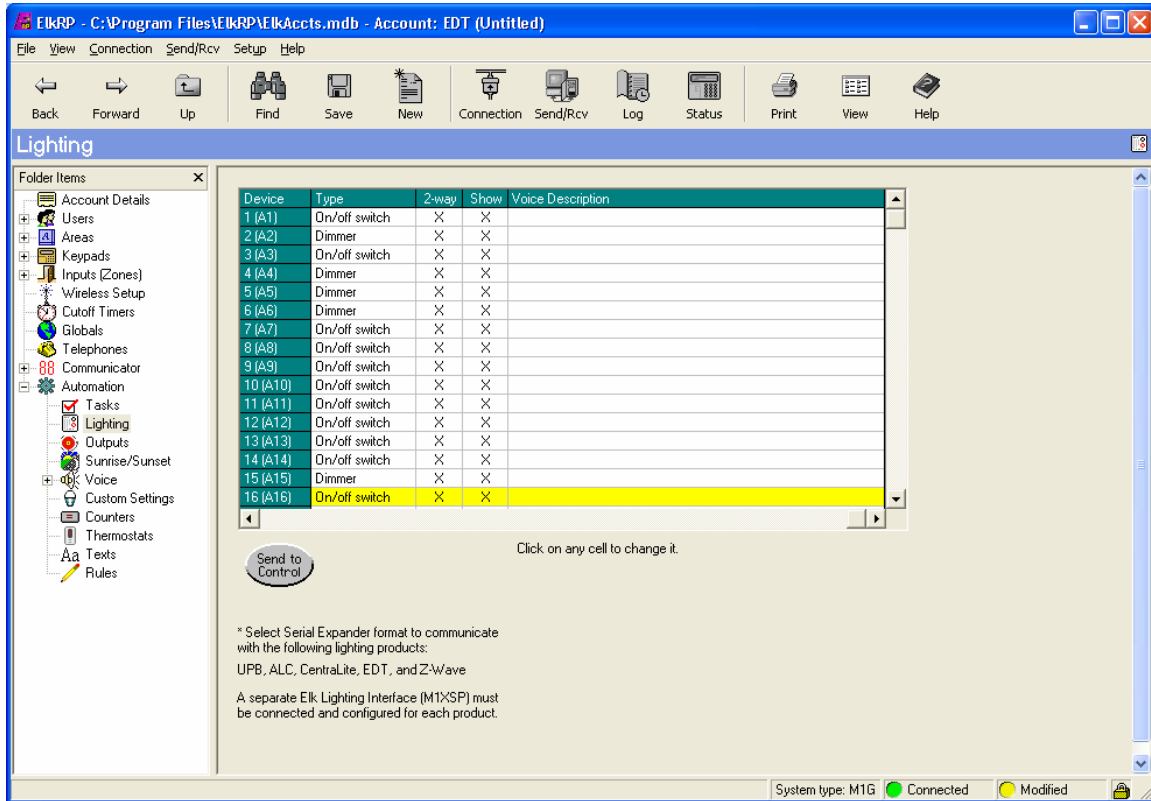 ElkRP - C:\Program Files\ElkRP\ElkAccts.mdb - Account: EDT (Untitled)
File View Connection Send/Rcv Setup Help
Back Forward Up Find Save New Connection Send/Rcv Log Status Print View Help
Lighting
Folder Items
Account Details
Users
Areas
Keypads
Inputs (Zones)
Wireless Setup
Cutoff Timers
Globals
Telephones
88 Communicator
Automation
Tasks
Lighting
Outputs
Sunrise/Sunset
Voice
Custom Settings
Counters
Thermostats
Aa Texts
Rules
Device Type 2-way Show Voice Description
1 (A1) On/off switch X X
2 (A2) Dimmer X X
3 (A3) On/off switch X X
4 (A4) Dimmer X X
5 (A5) Dimmer X X
6 (A6) Dimmer X X
7 (A7) On/off switch X X
8 (A8) On/off switch X X
9 (A9) On/off switch X X
10 (A10) On/off switch X X
11 (A11) On/off switch X X
12 (A12) On/off switch X X
13 (A13) On/off switch X X
14 (A14) On/off switch X X
15 (A15) Dimmer X X
16 (A16) On/off switch X X
Send to
Control
Click on any cell to change it.
* Select Serial Expander format to communicate
with the following lighting products:
UPB, ALC, CentraLite, EDT, and Z-Wave
A separate Elk Lighting Interface (M1XSP) must
be connected and configured for each product.
System type: M1G Connected Modified